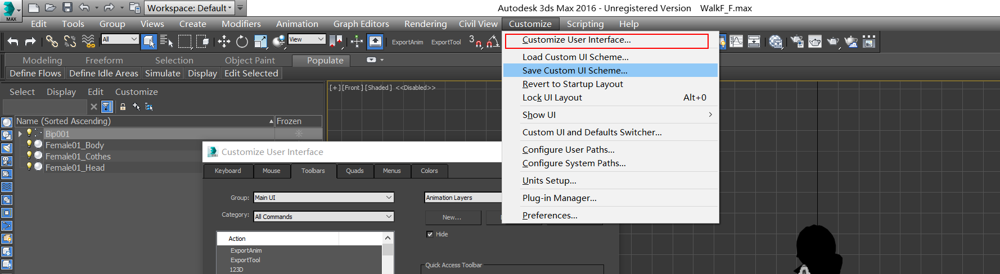 Workspace: Default
Autodesk 3ds Max 2016 - Unregistered Version WalkF_F.max
MAX
Edit Tools Group Views Create Modifiers Animation Graph Editors Rendering Civil View Customize Scripting Help
All
View
ExportAnim ExportTool
3
Modeling Freeform Selection Object Paint Populate
Define Flows Define Idle Areas Simulate Display Edit Selected
Select Display Edit Customize
Name (Sorted Ascending) Frozen
Bip001
Female01_Body
Female01_Cothes
Female01_Head
[+][Front][Shaded] <<Disabled>>
Customize User Interface...
Load Custom UI Scheme...
Save Custom UI Scheme...
Revert to Startup Layout
Lock UI Layout Alt+0
Show UI
Custom UI and Defaults Switcher...
Configure User Paths...
Configure System Paths...
Units Setup...
Plug-in Manager...
Preferences...
Customize User Interface
Keyboard Mouse Toolbars Quads Menus Colors
Group: Main UI
Animation Layers
Category: All Commands
New...
Hide
Action
ExportAnim
ExportTool
123D
Quick Access Toolbar